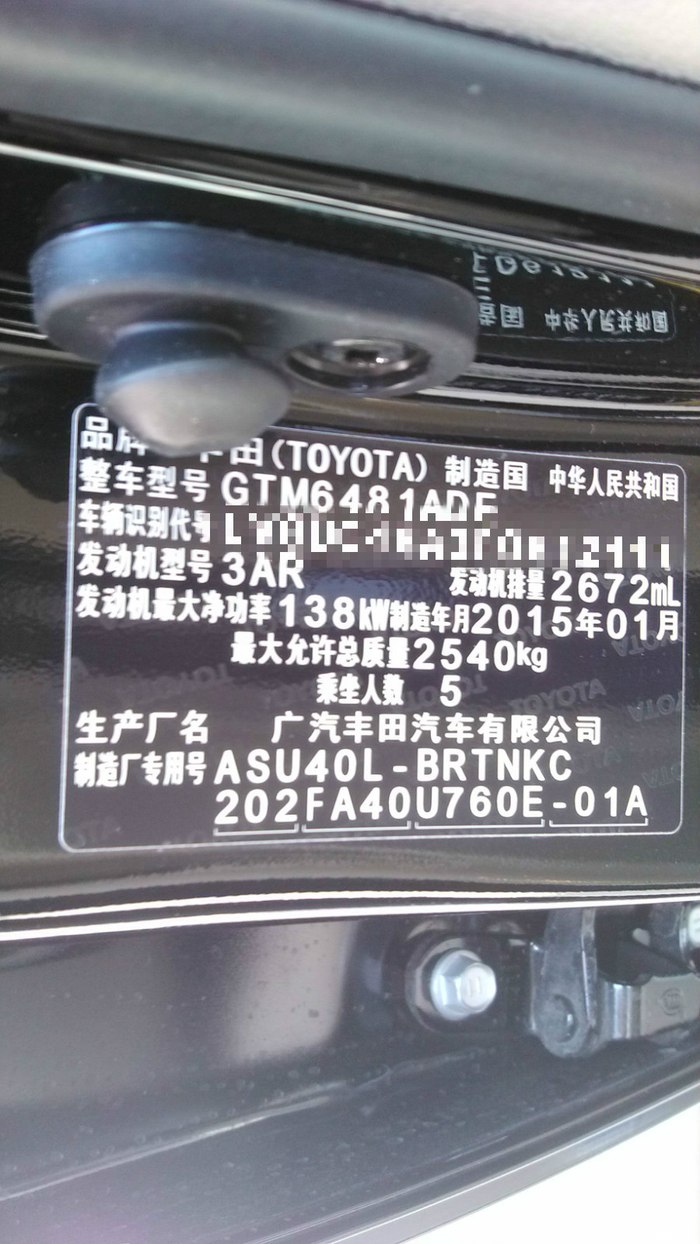 品牌 丰田(TOYOTA) 制造国 中华人民共和国
整车型号 GTM6481ADE
车辆识别代号
发动机型号 3AR 发动机排量 2672mL
发动机最大净功率 138kW 制造年月 2015年01月
最大允许总质量 2540kg
乘坐人数 5
生产厂名 广汽丰田汽车有限公司
制造厂专用号 ASU40L-BRTNKC
202FA40U760E-01A